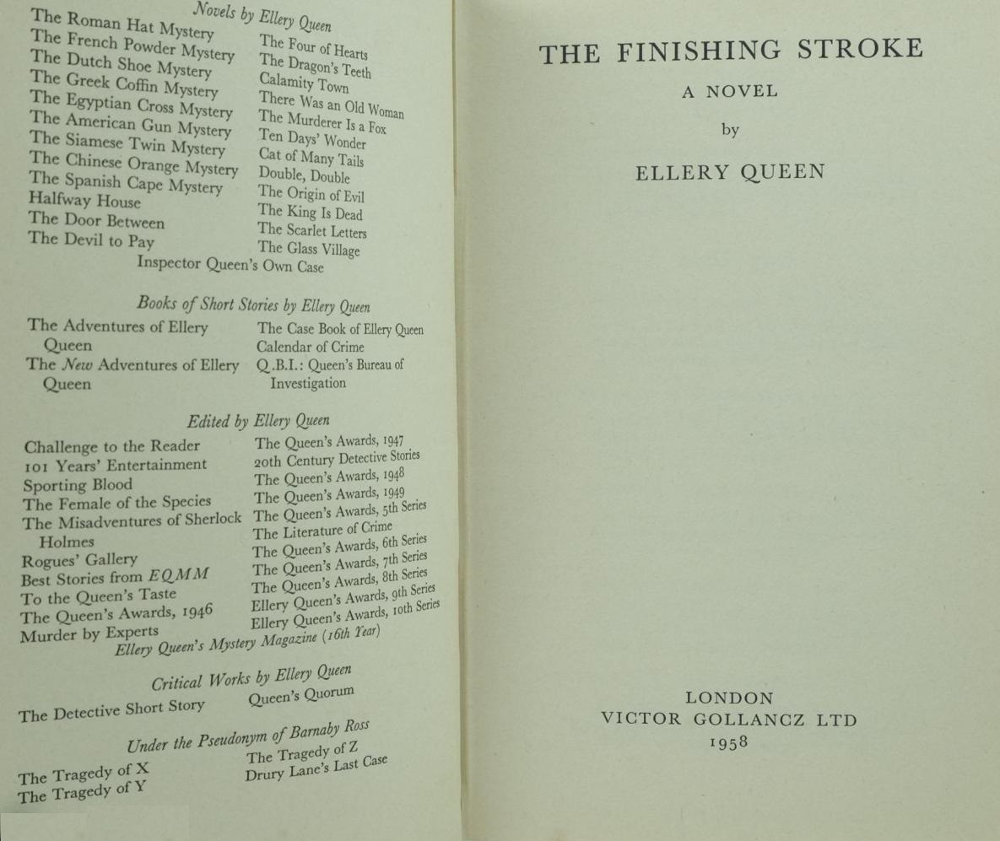 Novels by Ellery Queen
The Roman Hat Mystery
The French Powder Mystery
The Dutch Shoe Mystery
The Greek Coffin Mystery
The Egyptian Cross Mystery
The American Gun Mystery
The Siamese Twin Mystery
The Chinese Orange Mystery
The Spanish Cape Mystery
Halfway House
The Door Between
The Devil to Pay
The Four of Hearts
The Dragon's Teeth
Calamity Town
There Was an Old Woman
The Murderer Is a Fox
Ten Days' Wonder
Cat of Many Tails
Double, Double
The Origin of Evil
The King Is Dead
The Scarlet Letters
The Glass Village
Inspector Queen's Own Case
Books of Short Stories by Ellery Queen
The Adventures of Ellery
Queen
The New Adventures of Ellery
Queen
The Case Book of Ellery Queen
Calendar of Crime
Q.B.I.: Queen's Bureau of
Investigation
Edited by Ellery Queen
Challenge to the Reader
101 Years' Entertainment
Sporting Blood
The Female of the Species
The Misadventures of Sherlock
Holmes
Rogues' Gallery
Best Stories from EQMM
To the Queen's Taste
The Queen's Awards, 1946
Murder by Experts
The Queen's Awards, 1947
20th Century Detective Stories
The Queen's Awards, 1948
The Queen's Awards, 1949
The Queen's Awards, 5th Series
The Literature of Crime
The Queen's Awards, 6th Series
The Queen's Awards, 7th Series
The Queen's Awards, 8th Series
Ellery Queen's Awards, 9th Series
Ellery Queen's Awards, 10th Series
Ellery Queen's Mystery Magazine (16th Year)
Critical Works by Ellery Queen
The Detective Short Story
Queen's Quorum
Under the Pseudonym of Barnaby Ross
The Tragedy of X
The Tragedy of Y
The Tragedy of Z
Drury Lane's Last Case
THE FINISHING STROKE
A NOVEL
by
ELLERY QUEEN
LONDON
VICTOR GOLLANCZ LTD
1958